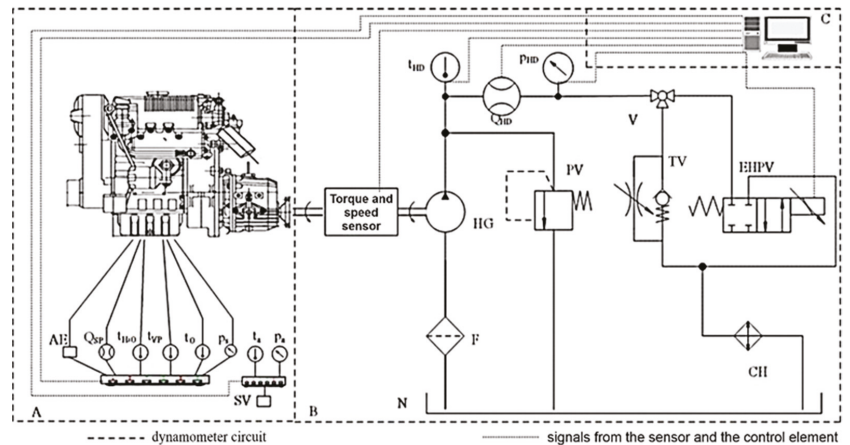 C
tHD
PHD
QHD
V
TV
PV
EHPV
Torque and
speed
sensor
HG
AE
QSP
tH2O
tVP
tO
ps
ta
pa
F
CH
SV
A
B
N
dynamometer circuit
signals from the sensor and the control element